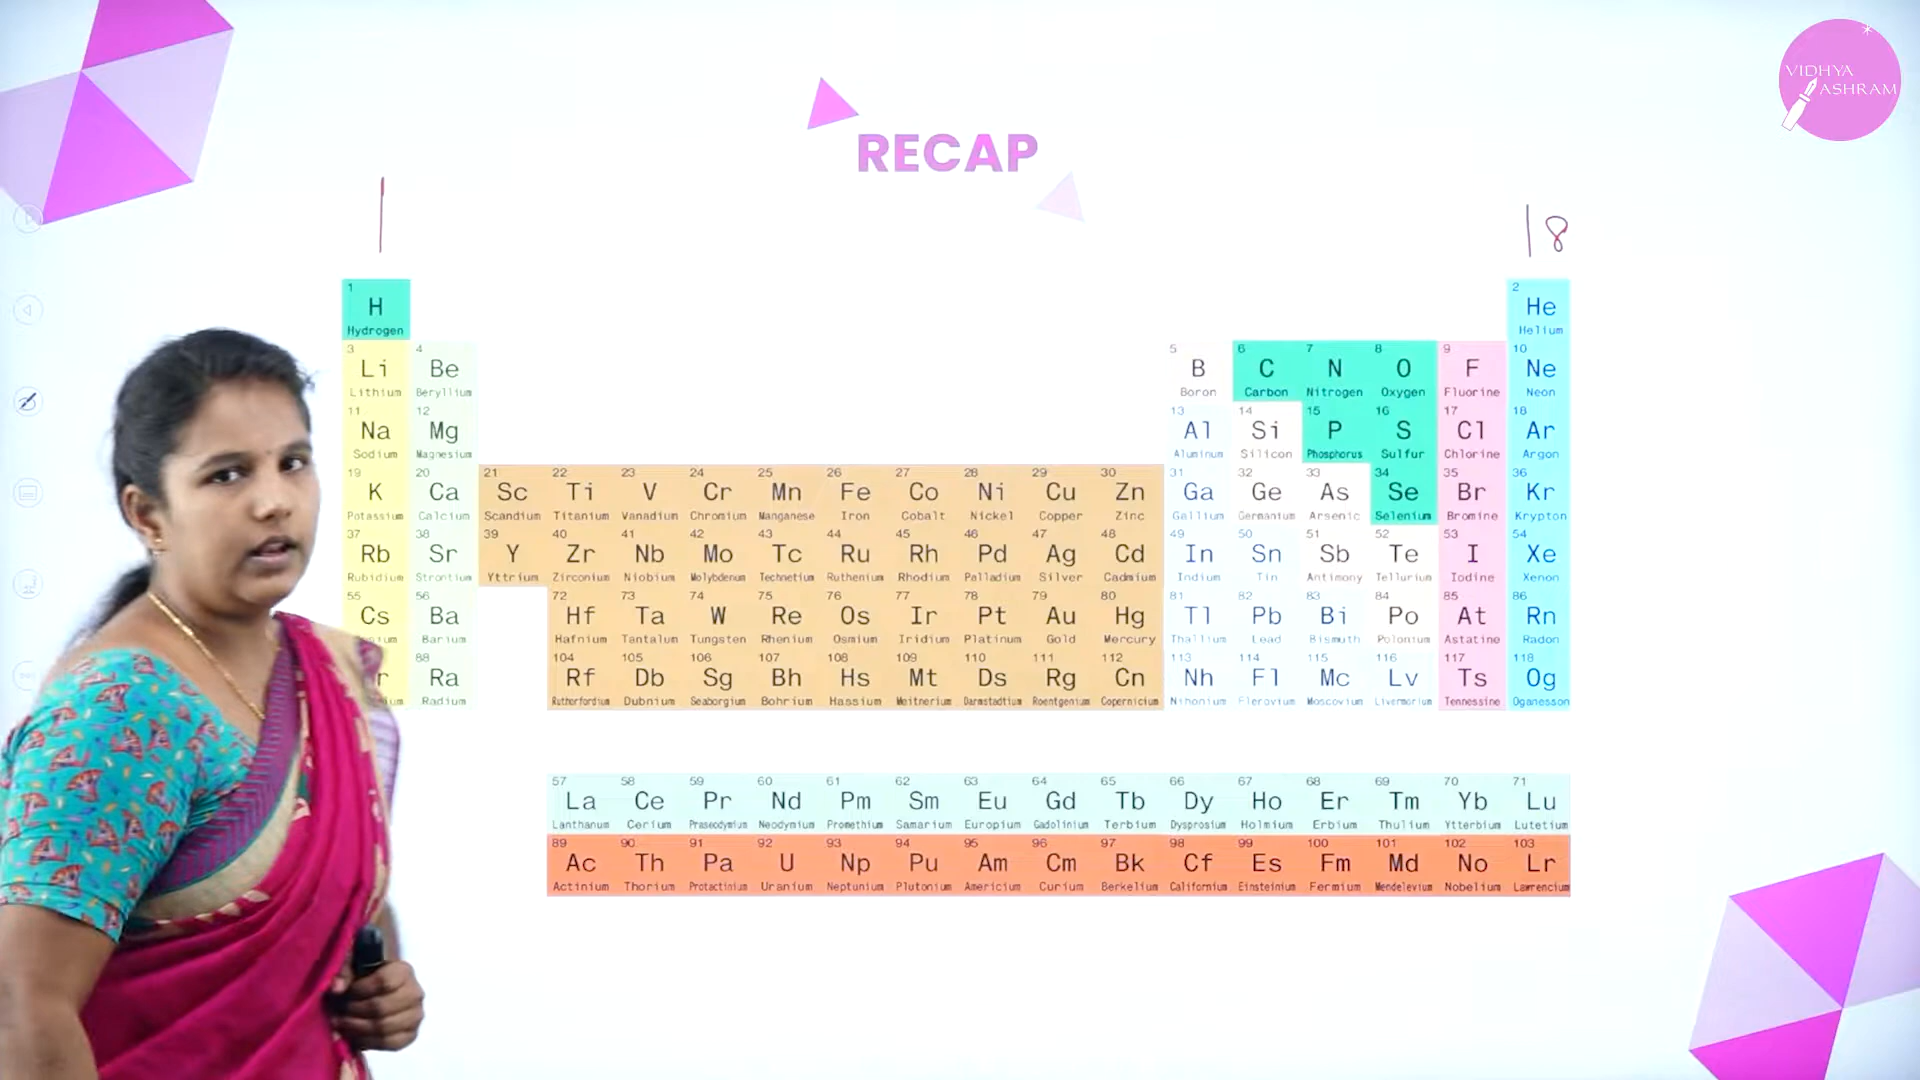 VIDHYA
ASHRAM
RECAP
1 18
1 2
H He
Hydrogen Helium
3 4 5 6 7 8 9 10
Li Be B C N O F Ne
Lithium Beryllium Boron Carbon Nitrogen Oxygen Fluorine Neon
11 12 13 14 15 16 17 18
Na Mg Al Si P S Cl Ar
Sodium Magnesium Aluminum Silicon Phosphorus Sulfur Chlorine Argon
19 20 21 22 23 24 25 26 27 28 29 30 31 32 33 34 35 36
K Ca Sc Ti V Cr Mn Fe Co Ni Cu Zn Ga Ge As Se Br Kr
Potassium Calcium Scandium Titanium Vanadium Chromium Manganese Iron Cobalt Nickel Copper Zinc Gallium Germanium Arsenic Selenium Bromine Krypton
37 38 39 40 41 42 43 44 45 46 47 48 49 50 51 52 53 54
Rb Sr Y Zr Nb Mo Tc Ru Rh Pd Ag Cd In Sn Sb Te I Xe
Rubidium Strontium Yttrium Zirconium Niobium Molybdenum Technetium Ruthenium Rhodium Palladium Silver Cadmium Indium Tin Antimony Tellurium Iodine Xenon
55 56 72 73 74 75 76 77 78 79 80 81 82 83 84 85 86
Cs Ba Hf Ta W Re Os Ir Pt Au Hg Tl Pb Bi Po At Rn
Barium Hafnium Tantalum Tungsten Rhenium Osmium Iridium Platinum Gold Mercury Thallium Lead Bismuth Polonium Astatine Radon
88 104 105 106 107 108 109 110 111 112 113 114 115 116 117 118
Ra Rf Db Sg Bh Hs Mt Ds Rg Cn Nh Fl Mc Lv Ts Og
Radium Rutherfordium Dubnium Seaborgium Bohrium Hassium Meitnerium Darmstadtium Roentgenium Copernicium Nihonium Flerovium Moscovium Livermorium Tennessine Oganesson
57 58 59 60 61 62 63 64 65 66 67 68 69 70 71
La Ce Pr Nd Pm Sm Eu Gd Tb Dy Ho Er Tm Yb Lu
Lanthanum Cerium Praseodymium Neodymium Promethium Samarium Europium Gadolinium Terbium Dysprosium Holmium Erbium Thulium Ytterbium Lutetium
89 90 91 92 93 94 95 96 97 98 99 100 101 102 103
Ac Th Pa U Np Pu Am Cm Bk Cf Es Fm Md No Lr
Actinium Thorium Protactinium Uranium Neptunium Plutonium Americium Curium Berkelium Californium Einsteinium Fermium Mendelevium Nobelium Lawrencium